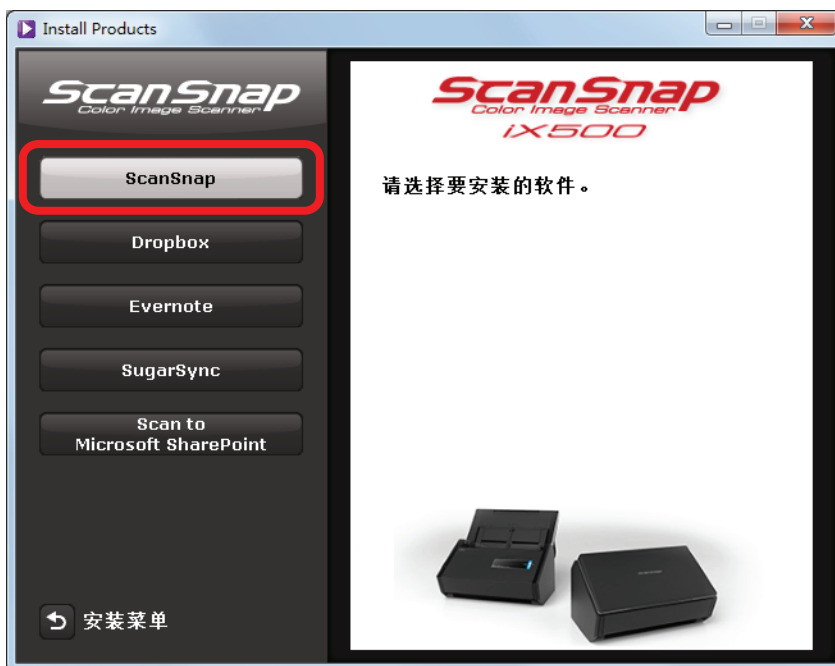 Install Products
ScanSnap
Color Image Scanner
ScanSnap
Dropbox
Evernote
SugarSync
Scan to
Microsoft SharePoint
安装菜单
ScanSnap
Color Image Scanner
iX500
请选择要安装的软件。